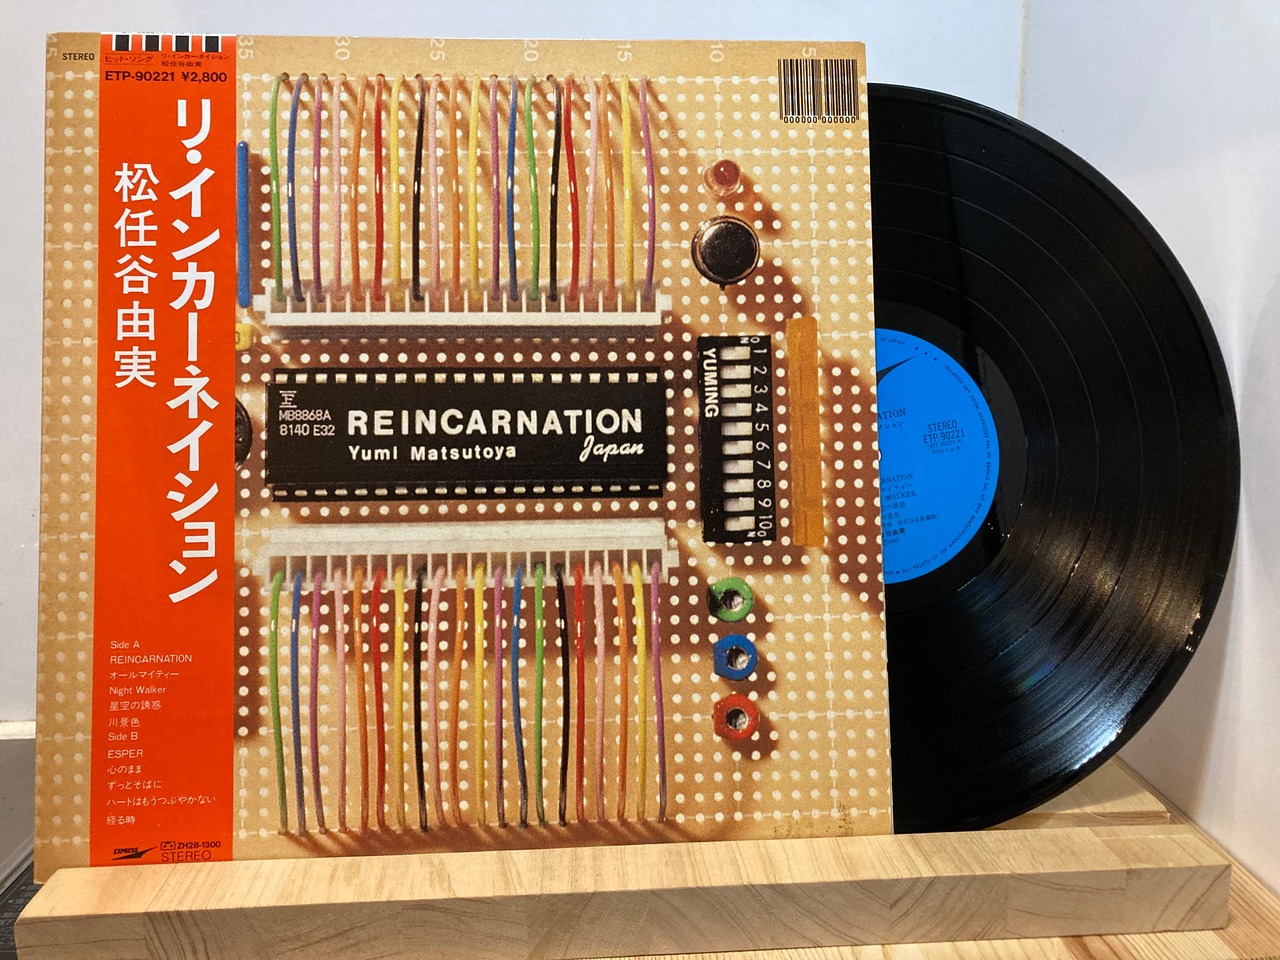 STEREO
ヒット・ソング
リ・インカーネイション
松任谷由実
ETP-90221 ¥2,800
リ・インカーネイション
松任谷由実
Side A
REINCARNATION
オールマイティー
Night Walker
星空の誘惑
川景色
Side B
ESPER
心のまま
ずっとそばに
ハートはもうつぶやかない
経る時
EXPRESS
ZH28-1300
STEREO
35 30 25 20 15 10 5
000000 000000
MB8868A
8140 E32
REINCARNATION
Yumi Matsutoya
Japan
YUMING
NO
1 2 3 4 5 6 7 8 9 10
STEREO
ETP-90221
WALKER